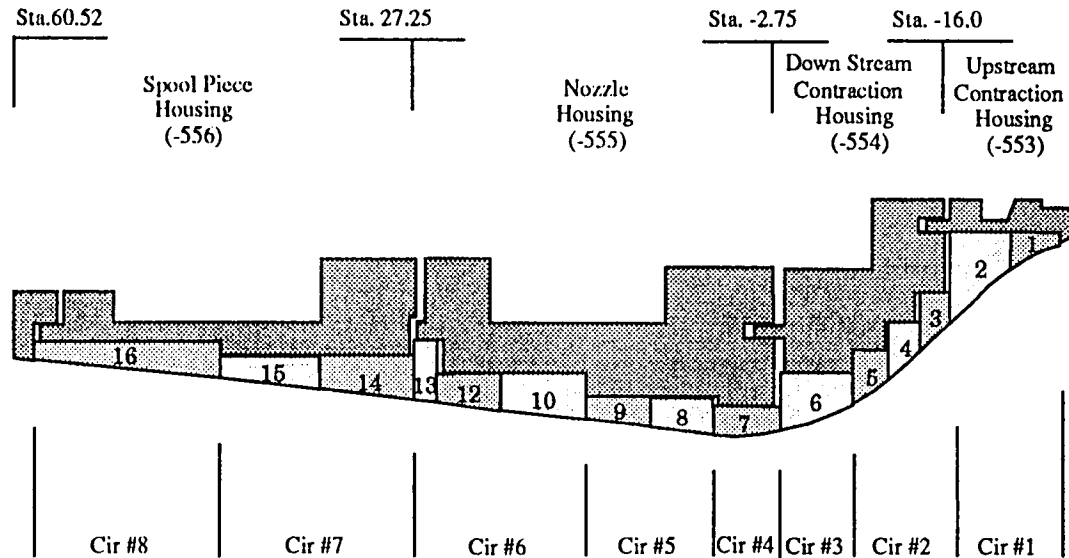 Sta.60.52
Sta. 27.25
Sta. -2.75
Sta. -16.0
Spool Piece
Housing
(-556)
Nozzle
Housing
(-555)
Down Stream
Contraction
Housing
(-554)
Upstream
Contraction
Housing
(-553)
1
2
3
4
5
6
7
8
9
10
12
13
14
15
16
Cir #8
Cir #7
Cir #6
Cir #5
Cir #4
Cir #3
Cir #2
Cir #1